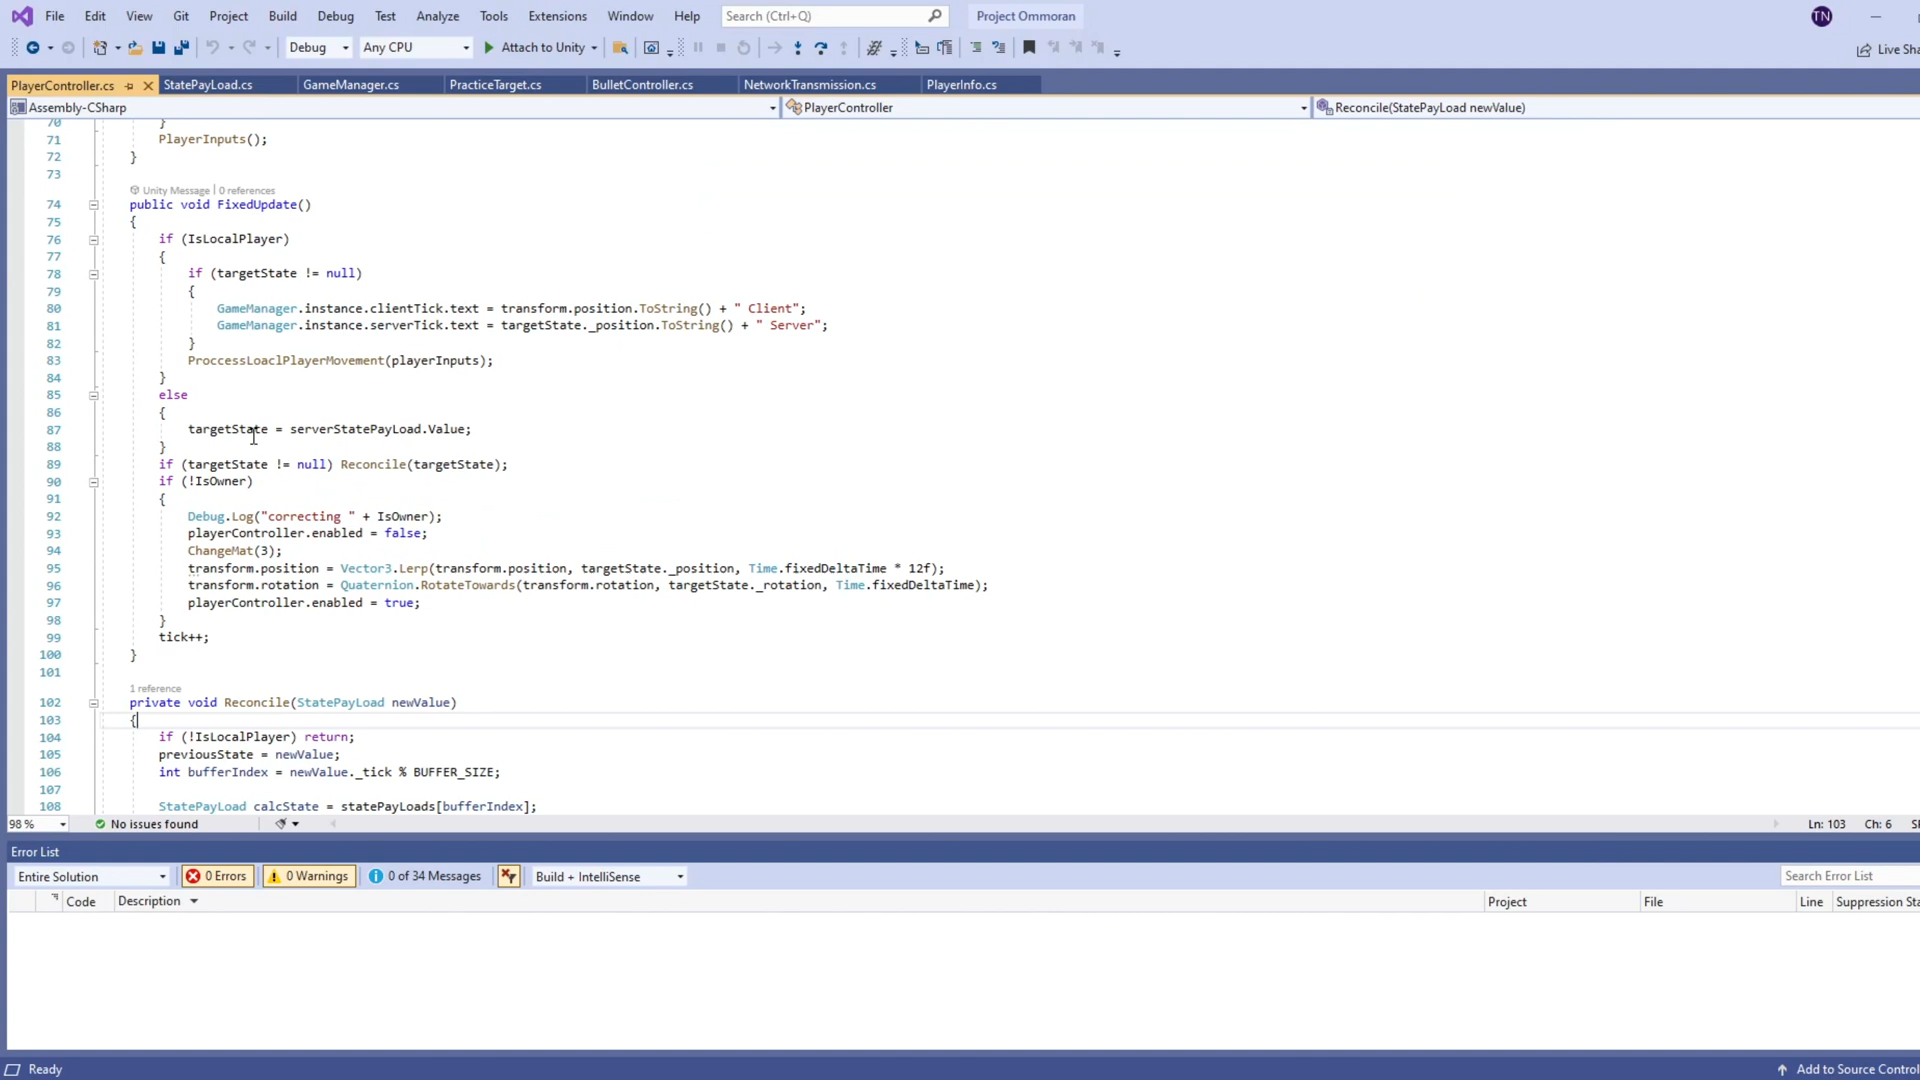 File Edit View Git Project Build Debug Test Analyze Tools Extensions Window Help Search (Ctrl+Q) Project Ommoran TN
Debug Any CPU Attach to Unity Live Sha
PlayerController.cs StatePayLoad.cs GameManager.cs PracticeTarget.cs BulletController.cs NetworkTransmission.cs PlayerInfo.cs
Assembly-CSharp PlayerController Reconcile(StatePayLoad newValue)
70 }
71 PlayerInputs();
72 }
73
Unity Message | 0 references
74 public void FixedUpdate()
75 {
76 if (IsLocalPlayer)
77 {
78 if (targetState != null)
79 {
80 GameManager.instance.clientTick.text = transform.position.ToString() + " Client";
81 GameManager.instance.serverTick.text = targetState._position.ToString() + " Server";
82 }
83 ProccessLoaclPlayerMovement(playerInputs);
84 }
85 else
86 {
87 targetState = serverStatePayLoad.Value;
88 }
89 if (targetState != null) Reconcile(targetState);
90 if (!IsOwner)
91 {
92 Debug.Log("correcting " + IsOwner);
93 playerController.enabled = false;
94 ChangeMat(3);
95 transform.position = Vector3.Lerp(transform.position, targetState._position, Time.fixedDeltaTime * 12f);
96 transform.rotation = Quaternion.RotateTowards(transform.rotation, targetState._rotation, Time.fixedDeltaTime);
97 playerController.enabled = true;
98 }
99 tick++;
100 }
101
1 reference
102 private void Reconcile(StatePayLoad newValue)
103 {
104 if (!IsLocalPlayer) return;
105 previousState = newValue;
106 int bufferIndex = newValue._tick % BUFFER_SIZE;
107
108 StatePayLoad calcState = statePayLoads[bufferIndex];
98 % No issues found Ln: 103 Ch: 6 SP
Error List
Entire Solution 0 Errors 0 Warnings 0 of 34 Messages Build + IntelliSense Search Error List
Code Description Project File Line Suppression Sta
Ready Add to Source Control